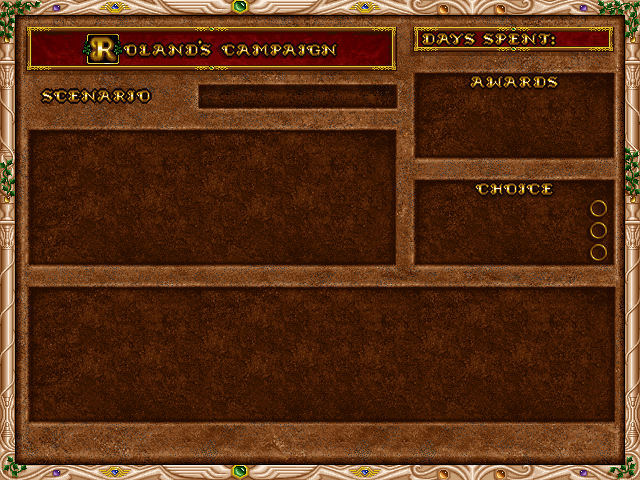 ROLAND'S CAMPAIGN
DAYS SPENT:
SCENARIO
AWARDS
CHOICE